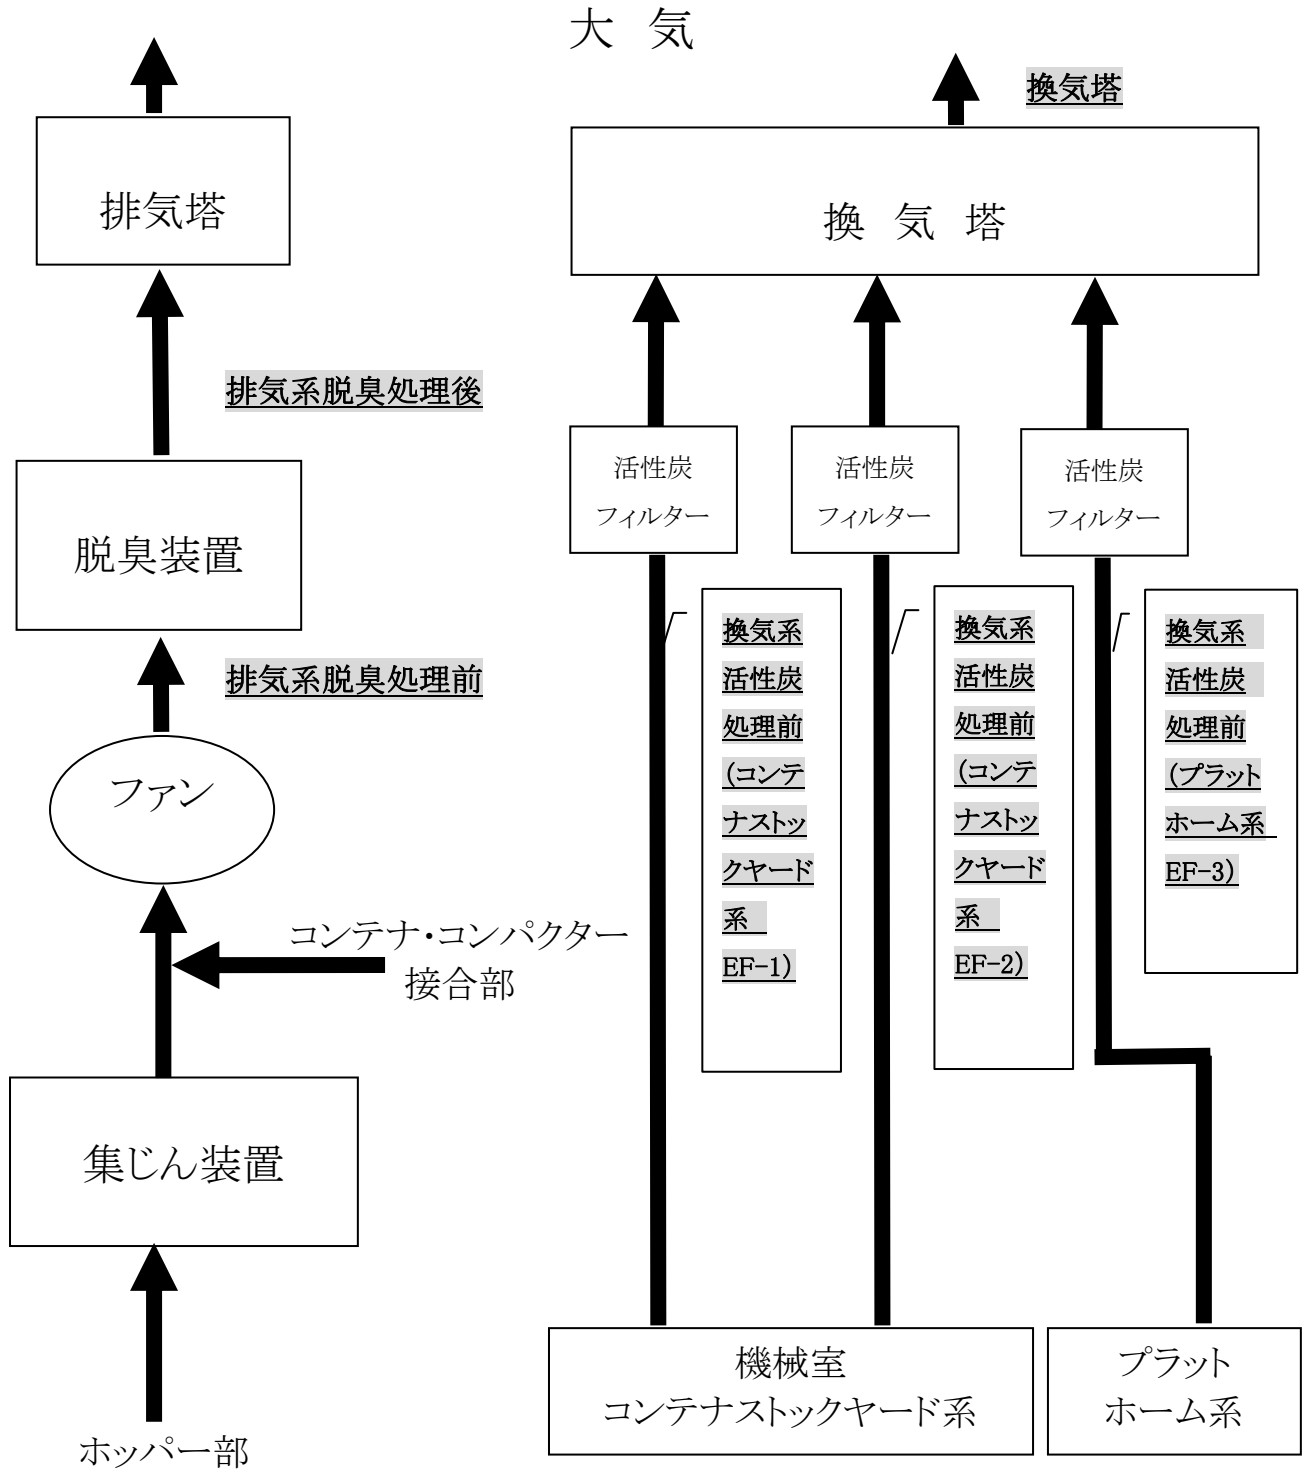 大　気
換気塔
排気塔
換　気　塔
排気系脱臭処理後
活性炭
フィルター
活性炭
フィルター
活性炭
フィルター
脱臭装置
排気系脱臭処理前
ファン
コンテナ・コンパクター
接合部
集じん装置
ホッパー部
換気系
活性炭
処理前
(コンテ
ナストッ
クヤード
系
EF-1)
換気系
活性炭
処理前
(コンテ
ナストッ
クヤード
系
EF-2)
換気系
活性炭
処理前
(プラット
ホーム系
EF-3)
機械室
コンテナストックヤード系
プラット
ホーム系